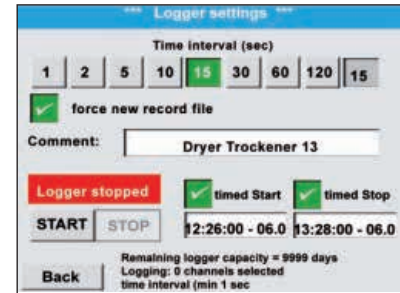 *** Logger settings ***
Time interval (sec)
1 2 5 10 15 30 60 120 15
force new record file
Comment: Dryer Trockener 13
Logger stopped timed Start timed Stop
START STOP 12:26:00 - 06.0 13:28:00 - 06.0
Remaining logger capacity = 9999 days
Back Logging: 0 channels selected
time interval (min 1 sec